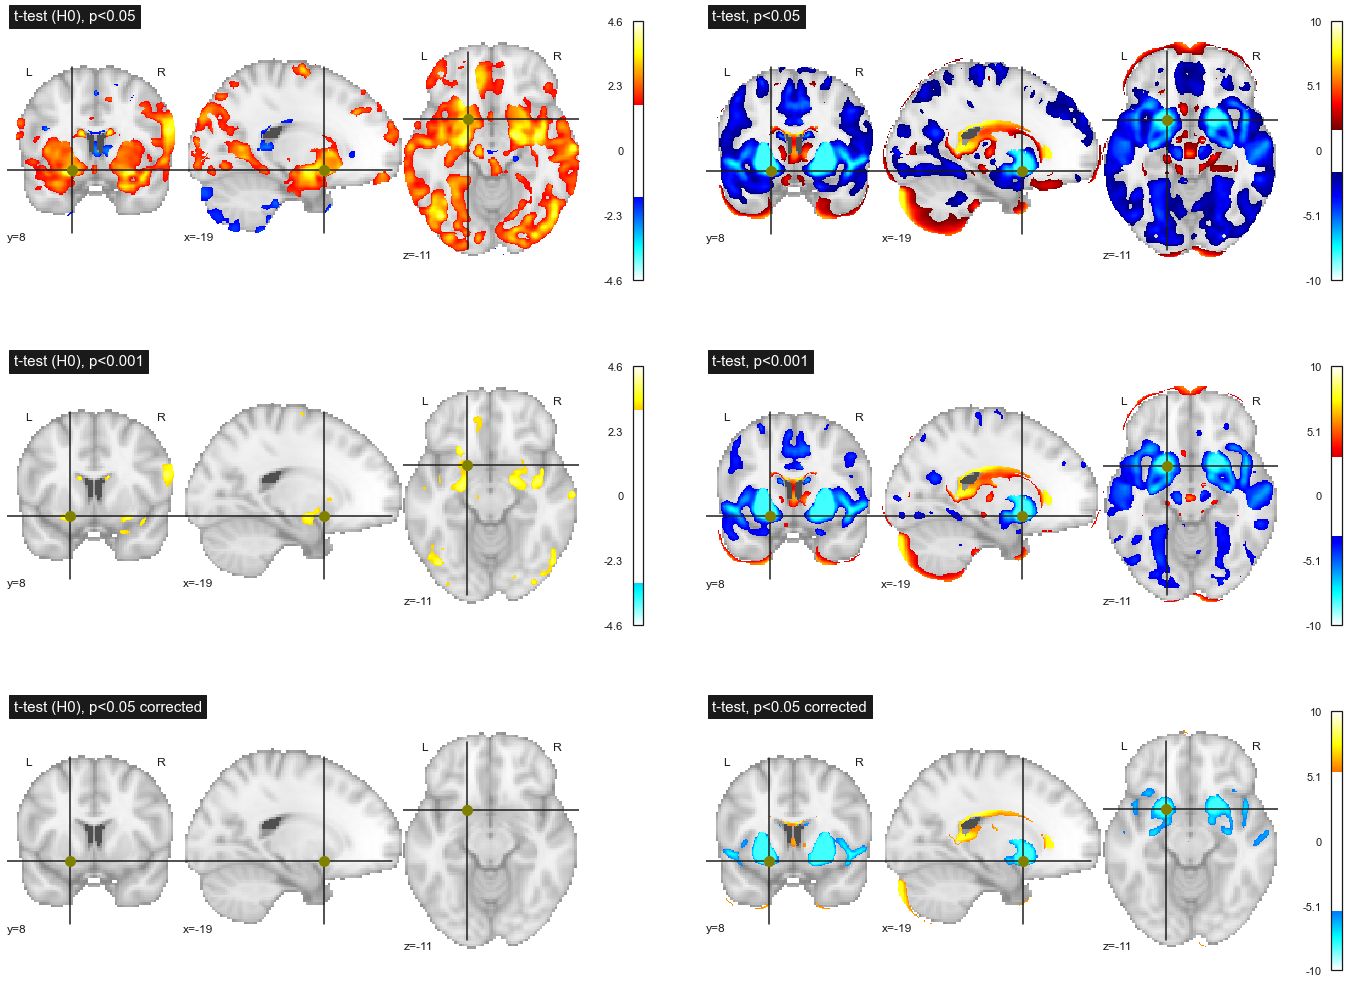 t-test (H0), p<0.05
L R
L R
4.6
2.3
0
-2.3
-4.6
y=8
x=-19
z=-11
t-test, p<0.05
L R
L R
10
5.1
0
-5.1
-10
y=8
x=-19
z=-11
t-test (H0), p<0.001
L R
L R
4.6
2.3
0
-2.3
-4.6
y=8
x=-19
z=-11
t-test, p<0.001
L R
L R
10
5.1
0
-5.1
-10
y=8
x=-19
z=-11
t-test (H0), p<0.05 corrected
L R
L R
y=8
x=-19
z=-11
t-test, p<0.05 corrected
L R
L R
10
5.1
0
-5.1
-10
y=8
x=-19
z=-11